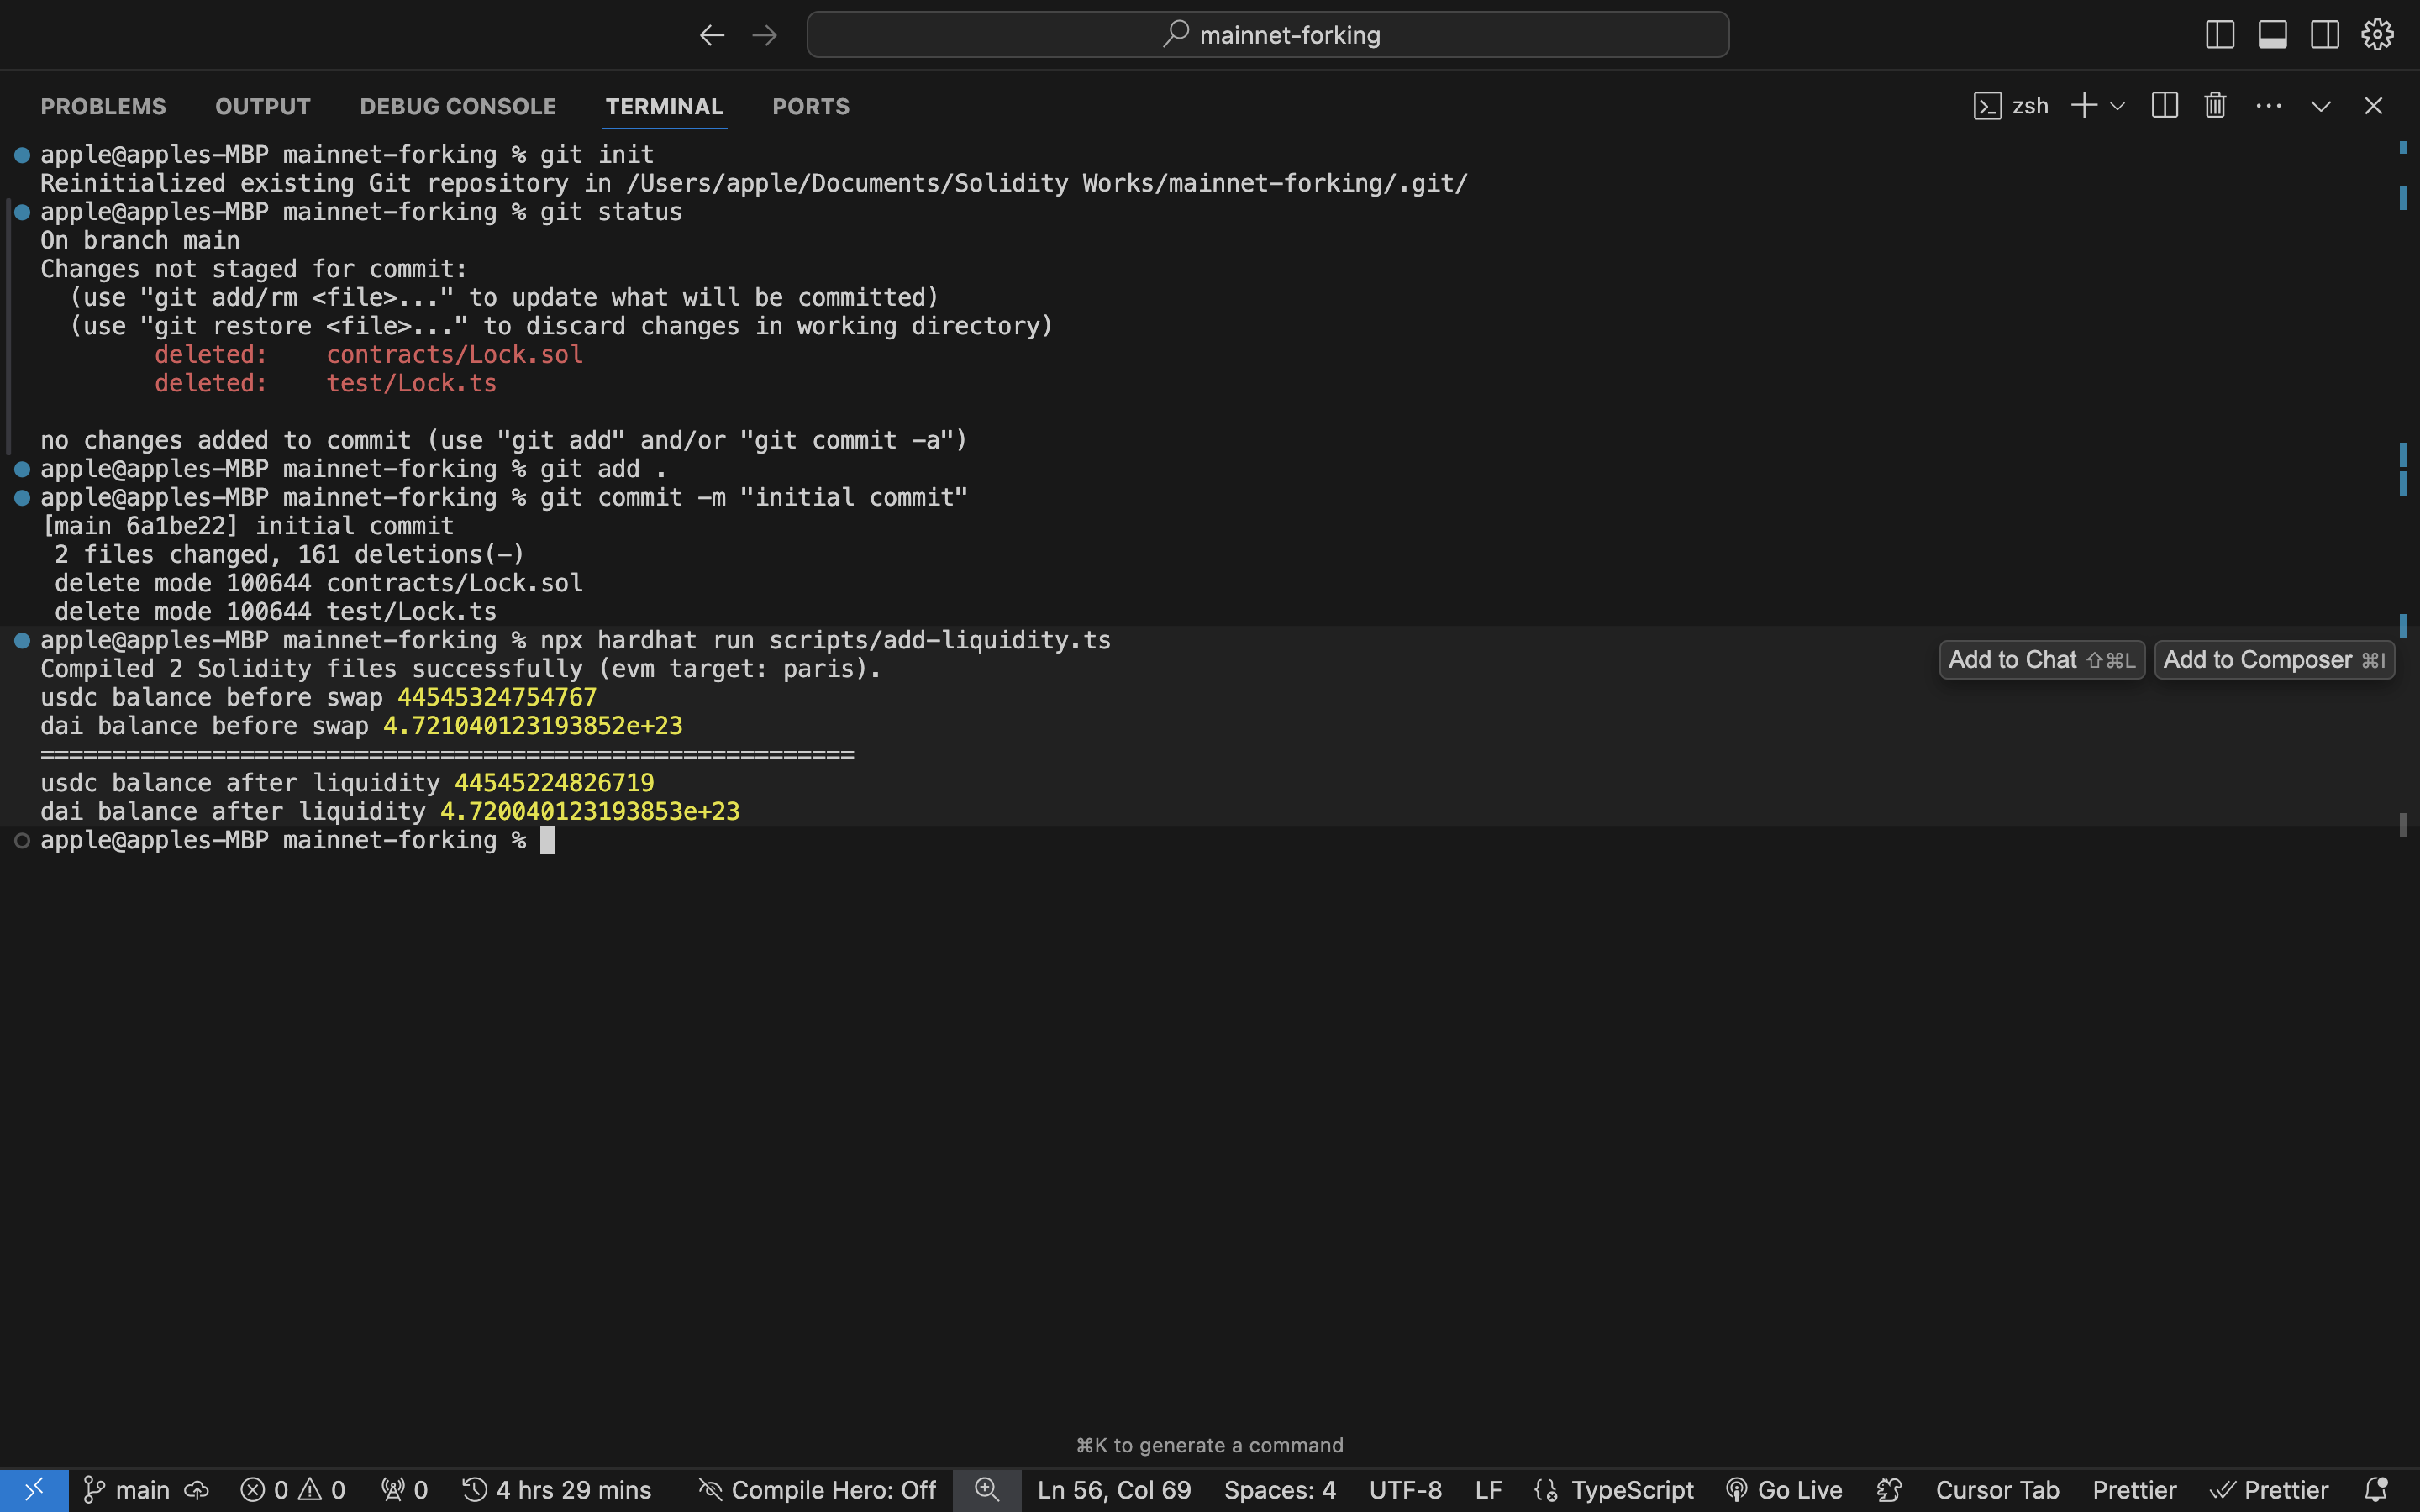 mainnet-forking
PROBLEMS OUTPUT DEBUG CONSOLE TERMINAL PORTS zsh
apple@apples-MBP mainnet-forking % git init
Reinitialized existing Git repository in /Users/apple/Documents/Solidity Works/mainnet-forking/.git/
apple@apples-MBP mainnet-forking % git status
On branch main
Changes not staged for commit:
  (use "git add/rm <file>..." to update what will be committed)
  (use "git restore <file>..." to discard changes in working directory)
        deleted:    contracts/Lock.sol
        deleted:    test/Lock.ts
no changes added to commit (use "git add" and/or "git commit -a")
apple@apples-MBP mainnet-forking % git add .
apple@apples-MBP mainnet-forking % git commit -m "initial commit"
[main 6a1be22] initial commit
 2 files changed, 161 deletions(-)
 delete mode 100644 contracts/Lock.sol
 delete mode 100644 test/Lock.ts
apple@apples-MBP mainnet-forking % npx hardhat run scripts/add-liquidity.ts
Add to Chat ⇧⌘L Add to Composer ⌘I
Compiled 2 Solidity files successfully (evm target: paris).
usdc balance before swap 44545324754767
dai balance before swap 4.721040123193852e+23
=========================================================
usdc balance after liquidity 44545224826719
dai balance after liquidity 4.720040123193853e+23
apple@apples-MBP mainnet-forking %
⌘K to generate a command
main 0 0 0 4 hrs 29 mins Compile Hero: Off Ln 56, Col 69 Spaces: 4 UTF-8 LF TypeScript Go Live Cursor Tab Prettier Prettier